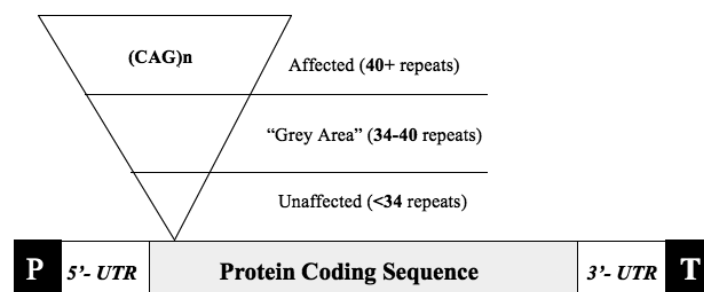 (CAG)n
Affected (40+ repeats)
“Grey Area” (34-40 repeats)
Unaffected (<34 repeats)
P 5’- UTR Protein Coding Sequence 3’- UTR T